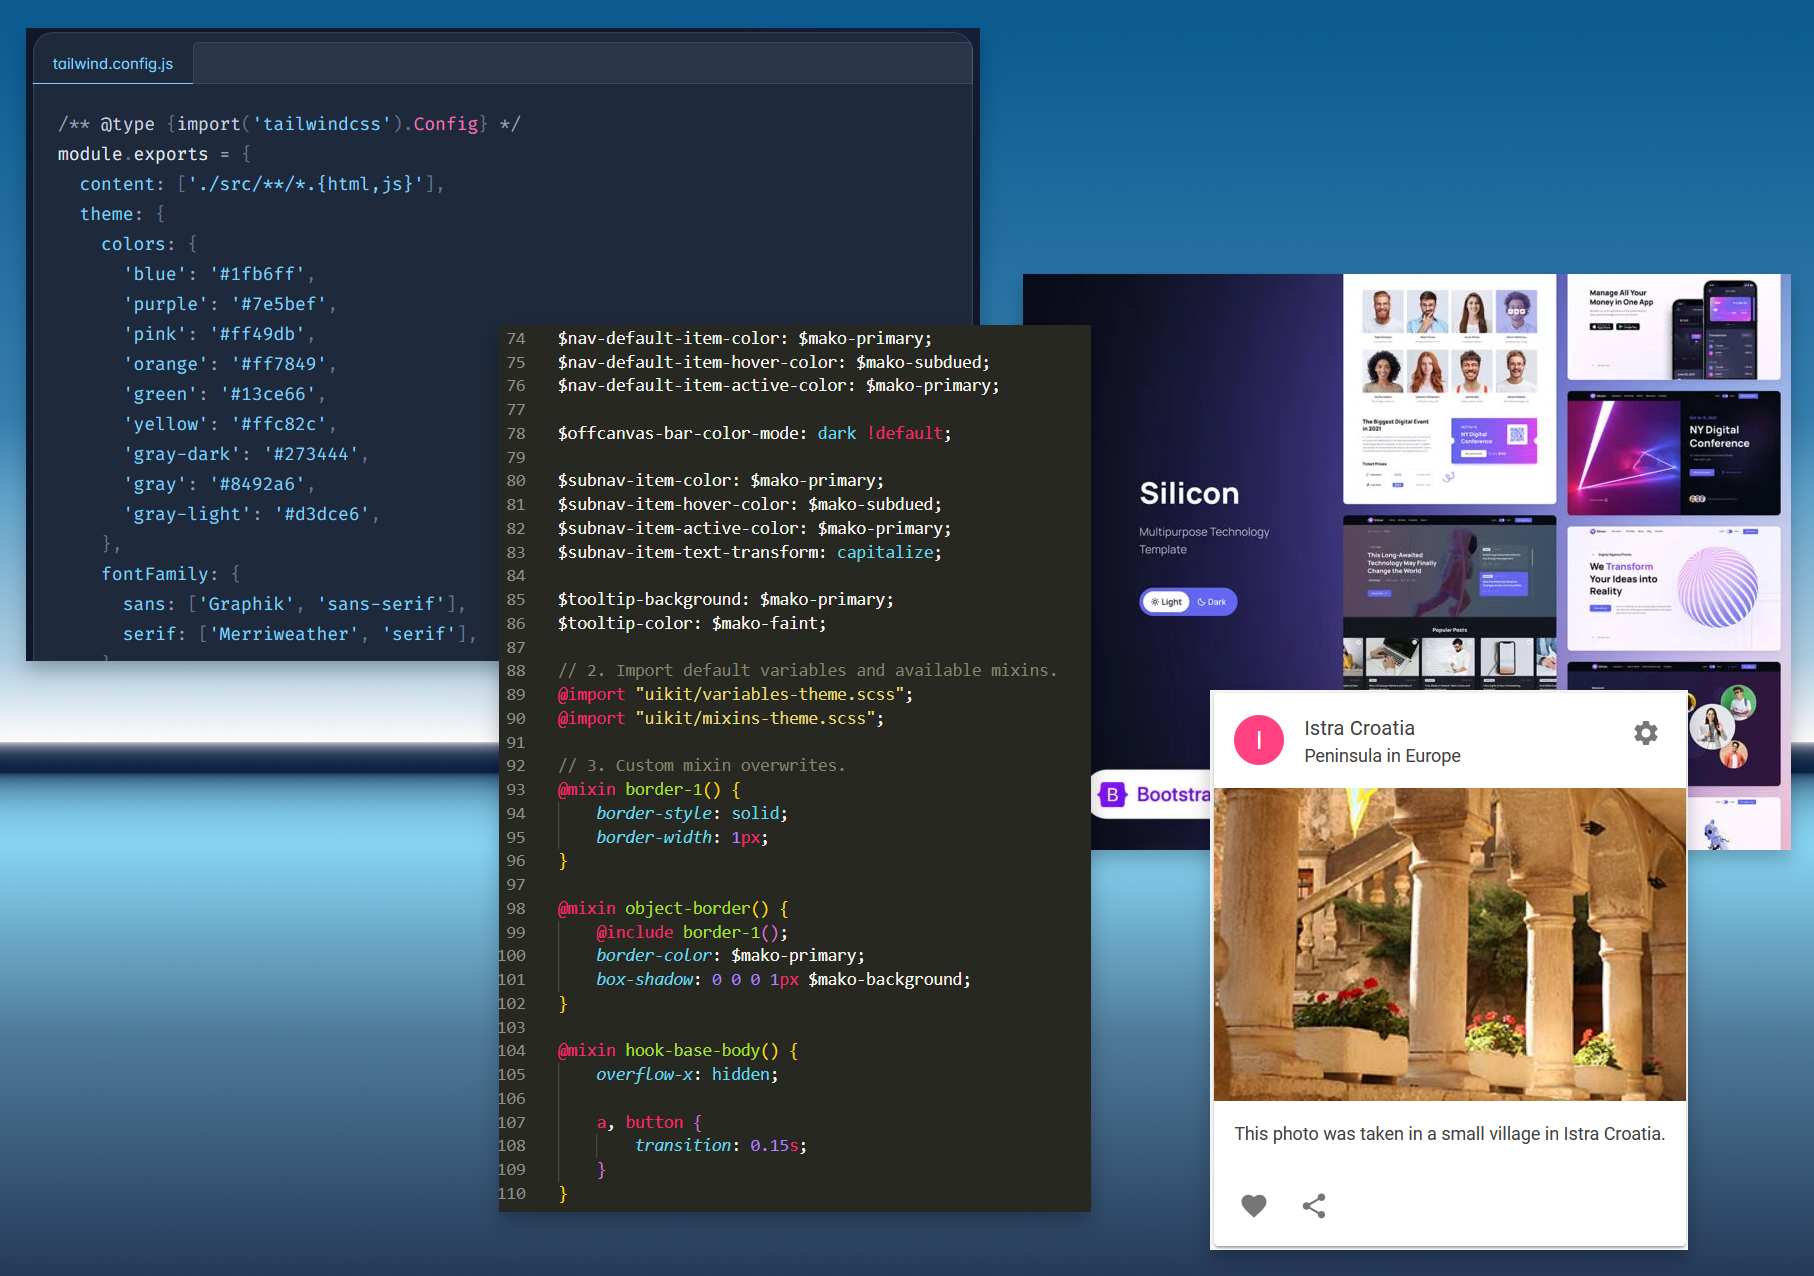 tailwind.config.js
/** @type {import('tailwindcss').Config} */
module.exports = {
content: ['./src/**/*.{html,js}'],
theme: {
colors: {
'blue': '#1fb6ff',
'purple': '#7e5bef',
'pink': '#ff49db',
'orange': '#ff7849',
'green': '#13ce66',
'yellow': '#ffc82c',
'gray-dark': '#273444',
'gray': '#8492a6',
'gray-light': '#d3dce6',
},
fontFamily: {
sans: ['Graphik', 'sans-serif'],
serif: ['Merriweather', 'serif'],
74 $nav-default-item-color: $mako-primary;
75 $nav-default-item-hover-color: $mako-subdued;
76 $nav-default-item-active-color: $mako-primary;
77
78 $offcanvas-bar-color-mode: dark !default;
79
80 $subnav-item-color: $mako-primary;
81 $subnav-item-hover-color: $mako-subdued;
82 $subnav-item-active-color: $mako-primary;
83 $subnav-item-text-transform: capitalize;
84
85 $tooltip-background: $mako-primary;
86 $tooltip-color: $mako-faint;
87
88 // 2. Import default variables and available mixins.
89 @import "uikit/variables-theme.scss";
90 @import "uikit/mixins-theme.scss";
91
92 // 3. Custom mixin overwrites.
93 @mixin border-1() {
94 border-style: solid;
95 border-width: 1px;
96 }
97
98 @mixin object-border() {
99 @include border-1();
100 border-color: $mako-primary;
101 box-shadow: 0 0 0 1px $mako-background;
102 }
103
104 @mixin hook-base-body() {
105 overflow-x: hidden;
106
107 a, button {
108 transition: 0.15s;
109 }
110 }
Silicon
Multipurpose Technology
Template
Light Dark
B Bootstra
The Biggest Digital Event
in 2021
NY Digital
Conference
Ticket Prices
This Long-Awaited
Technology May Finally
Change the World
Popular Posts
Manage All Your
Money in One App
NY Digital
Conference
We Transform
Your Ideas into
Reality
I
Istra Croatia
Peninsula in Europe
This photo was taken in a small village in Istra Croatia.